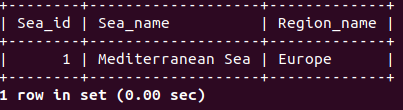 +--------+-------------------+-------------+
| Sea_id | Sea_name          | Region_name |
+--------+-------------------+-------------+
|      1 | Mediterranean Sea | Europe      |
+--------+-------------------+-------------+
1 row in set (0.00 sec)